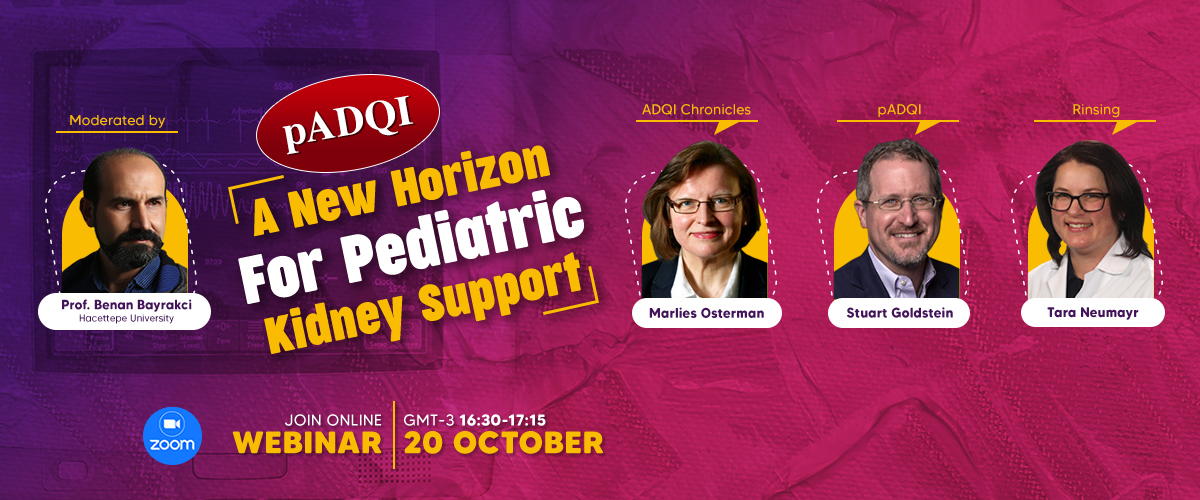 Moderated by
Prof. Benan Bayrakci
Hacettepe University
pADQI
A New Horizon
For Pediatric
Kidney Support
ADQI Chronicles
Marlies Osterman
pADQI
Stuart Goldstein
Rinsing
Tara Neumayr
zoom
JOIN ONLINE
WEBINAR
GMT-3 16:30-17:15
20 OCTOBER